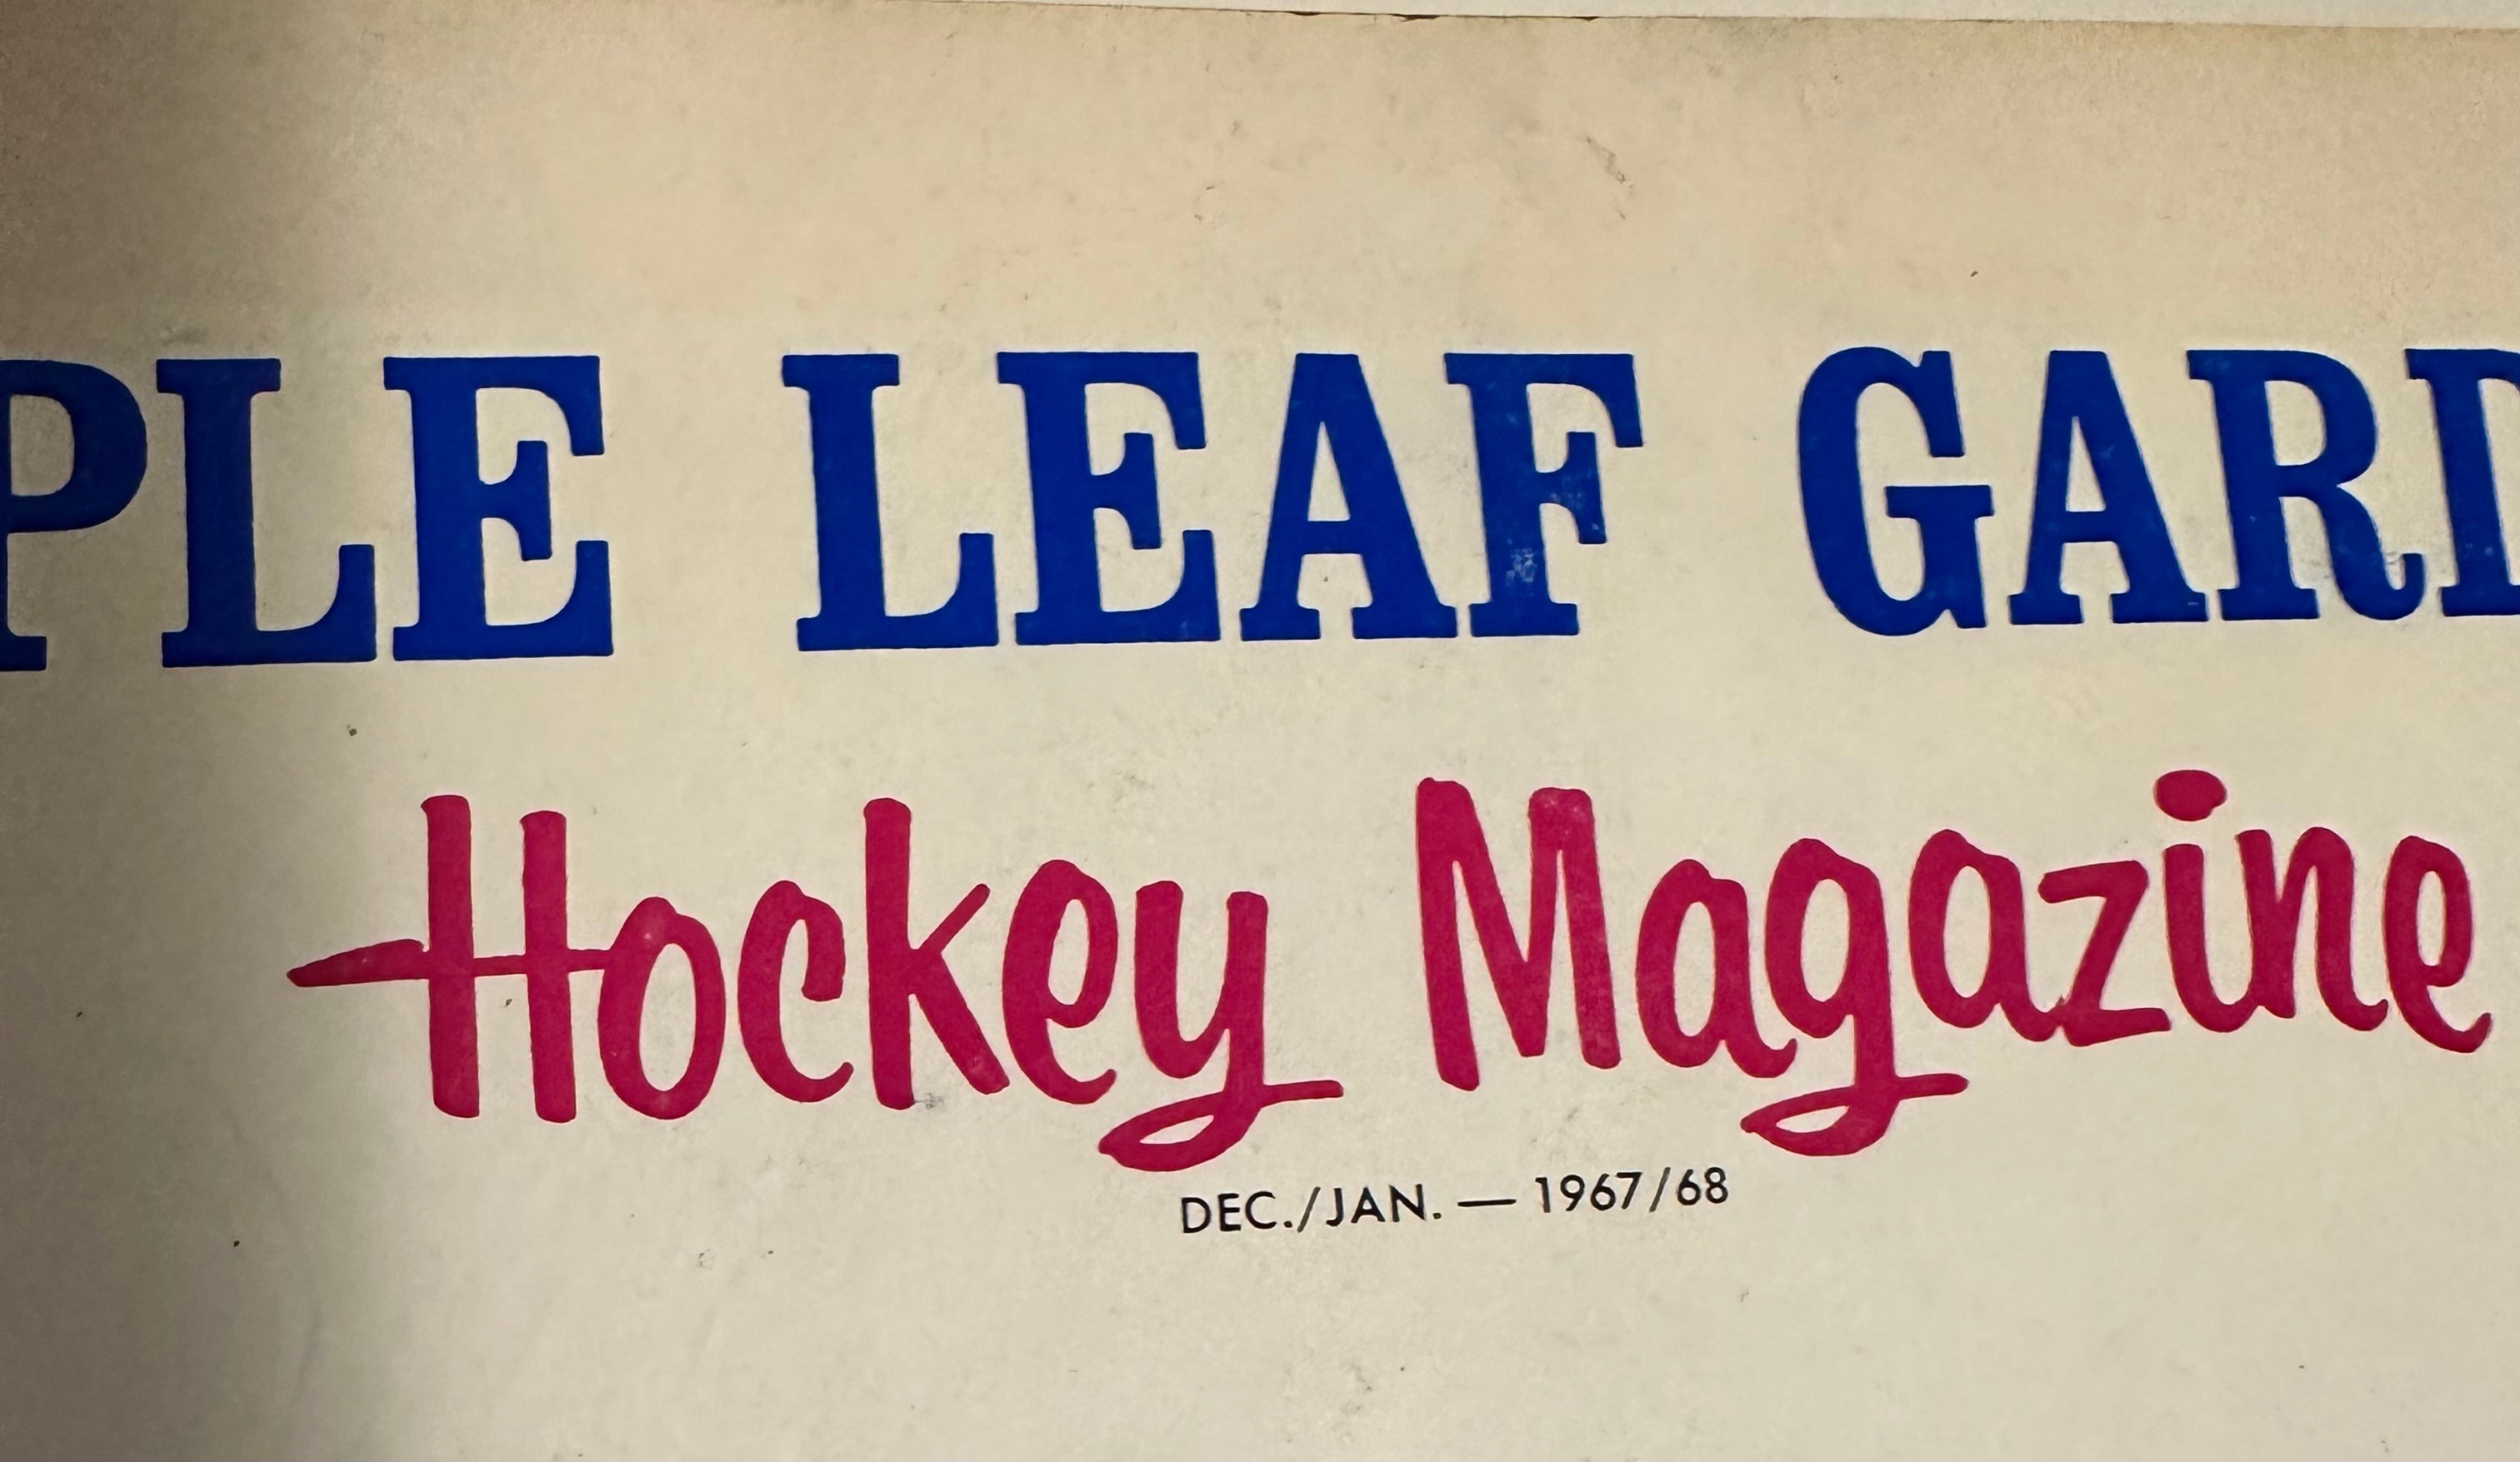 PLE LEAF GARD
Hockey Magazine
DEC./JAN. — 1967/68